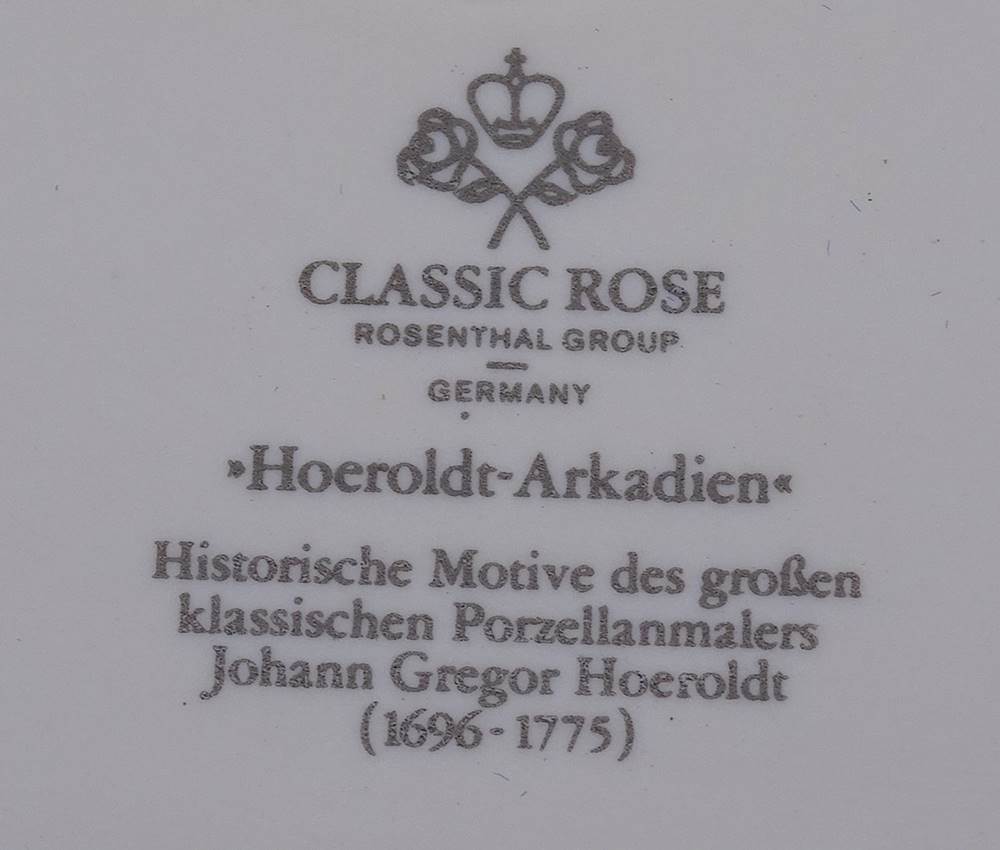 CLASSIC ROSE
ROSENTHAL GROUP
GERMANY
»Hoeroldt-Arkadien«
Historische Motive des großen
klassischen Porzellanmalers
Johann Gregor Hoeroldt
(1696-1775)